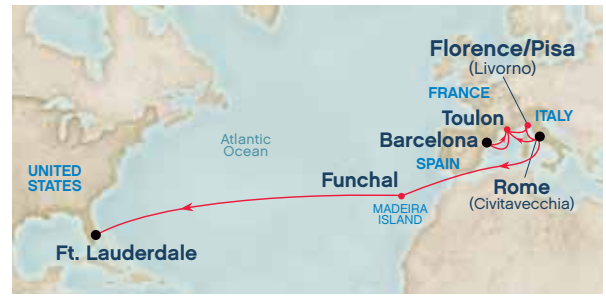 Florence/Pisa
(Livorno)
FRANCE
Toulon
ITALY
Barcelona
Atlantic
Ocean
SPAIN
UNITED
STATES
Funchal
Rome
(Civitavecchia)
MADEIRA
ISLAND
Ft. Lauderdale